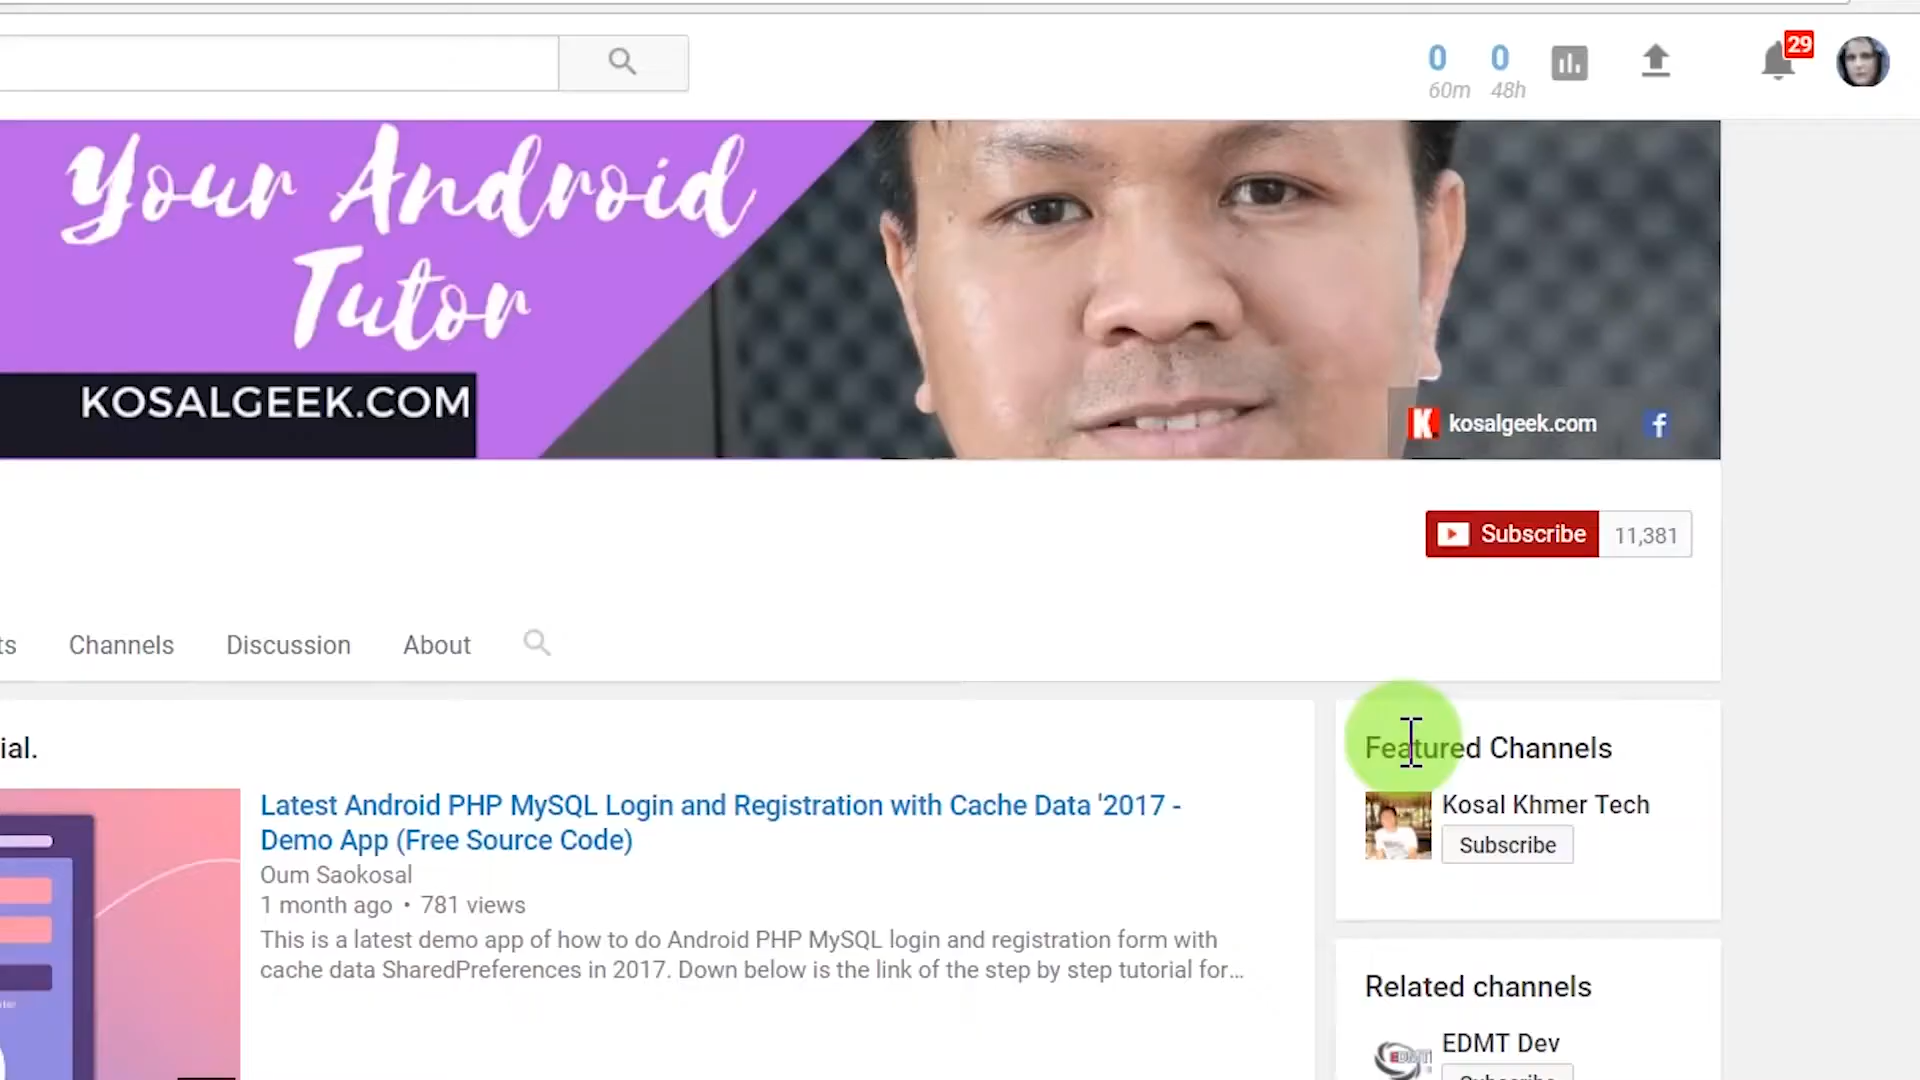 0 0 29
60m 48h
Your Android
Tutor
KOSALGEEK.COM
K kosalgeek.com f
Subscribe 11,381
ts Channels Discussion About
ial.
Featured Channels
Latest Android PHP MySQL Login and Registration with Cache Data '2017 -
Demo App (Free Source Code)
Oum Saokosal
1 month ago • 781 views
This is a latest demo app of how to do Android PHP MySQL login and registration form with
cache data SharedPreferences in 2017. Down below is the link of the step by step tutorial for...
Kosal Khmer Tech
Subscribe
Related channels
EDMT Dev
Subscribe